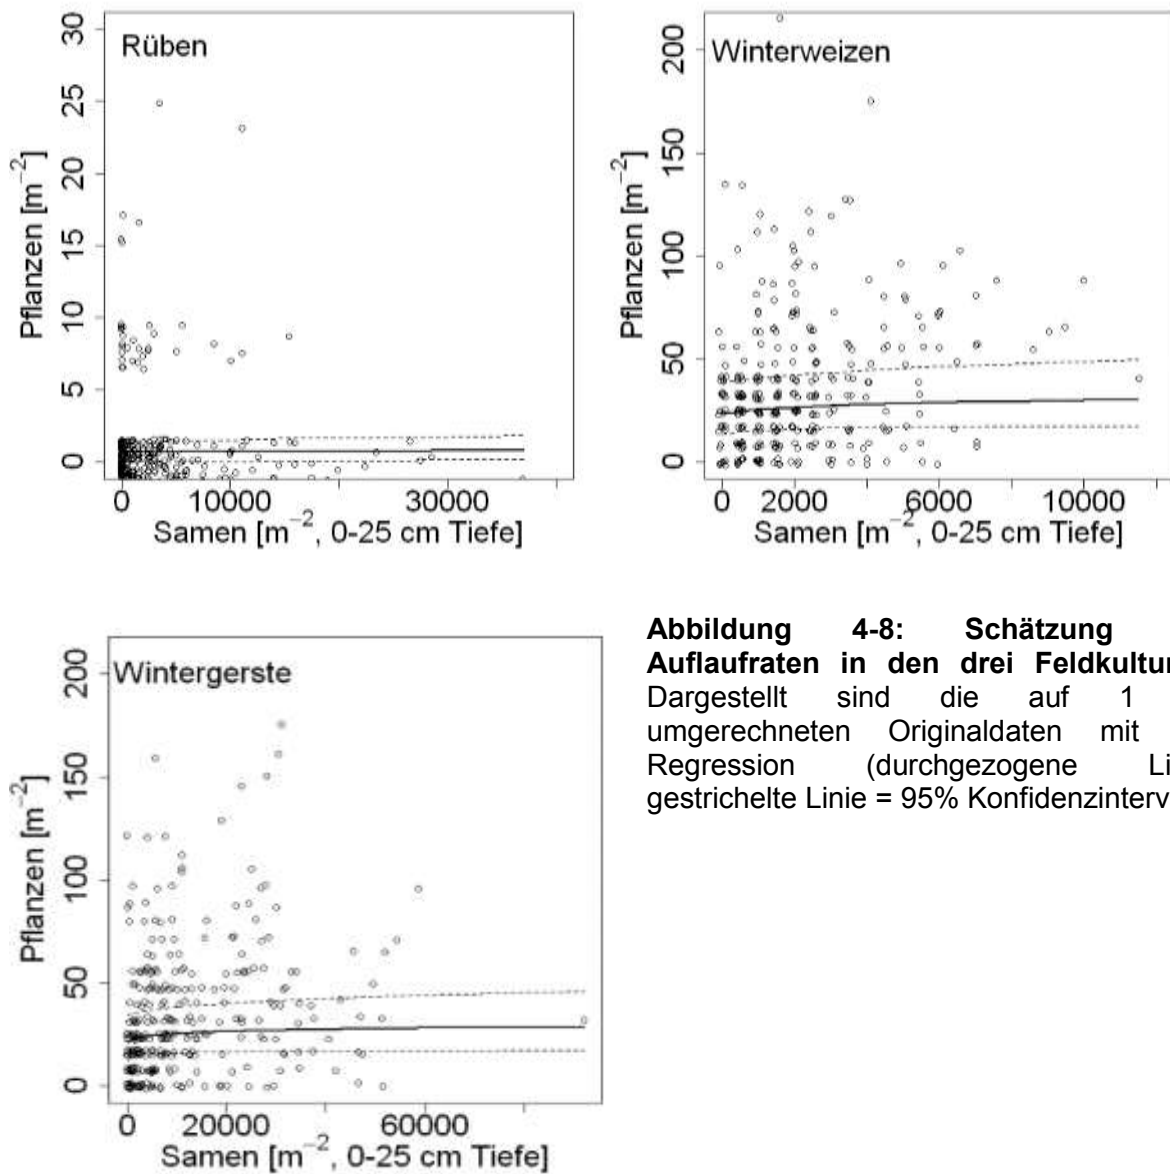 Rüben
Pflanzen [m⁻²]
30
25
20
15
10
5
0
0 10000 30000
Samen [m⁻², 0-25 cm Tiefe]
Winterweizen
Pflanzen [m⁻²]
200
150
100
50
0
0 2000 6000 10000
Samen [m⁻², 0-25 cm Tiefe]
Wintergerste
Pflanzen [m⁻²]
200
150
100
50
0
0 20000 60000
Samen [m⁻², 0-25 cm Tiefe]
Abbildung 4-8: Schätzung
Auflaufraten in den drei Feldkultu
Dargestellt sind die auf 1
umgerechneten Originaldaten mit
Regression (durchgezogene Li
gestrichelte Linie = 95% Konfidenzinterv